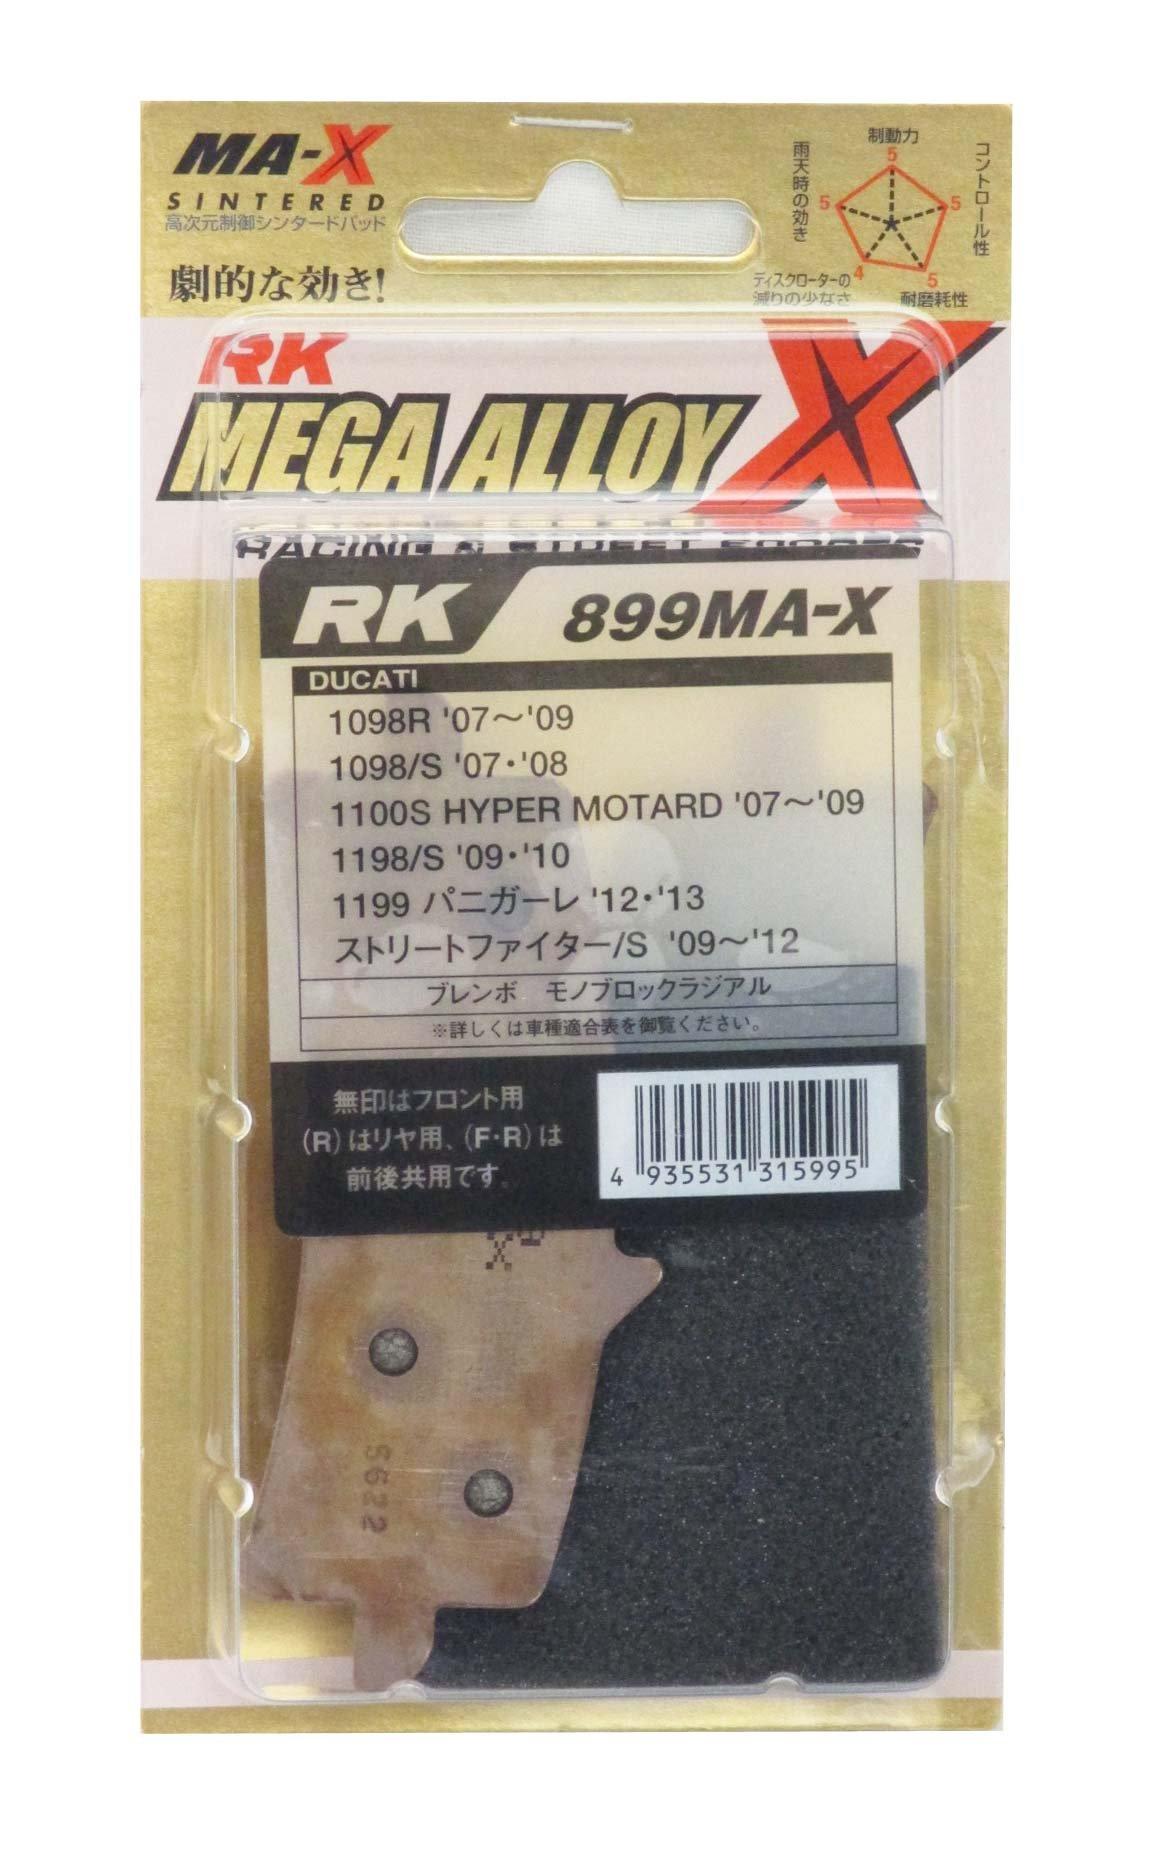 MA-X
SINTERED
高次元制御シンタードパッド
劇的な効き!
制動力
5
コントロール性
5
耐磨耗性
5
ディスクローターの
減りの少なさ
4
雨天時の効き
5
RK
MEGA ALLOY X
RACING & STREET
RK 899MA-X
DUCATI
1098R '07～'09
1098/S '07・'08
1100S HYPER MOTARD '07～'09
1198/S '09・'10
1199 パニガーレ '12・'13
ストリートファイター/S '09～'12
ブレンボ モノブロックラジアル
※詳しくは車種適合表を御覧ください。
無印はフロント用
(R)はリヤ用、(F・R)は
前後共用です。
4 935531 315995